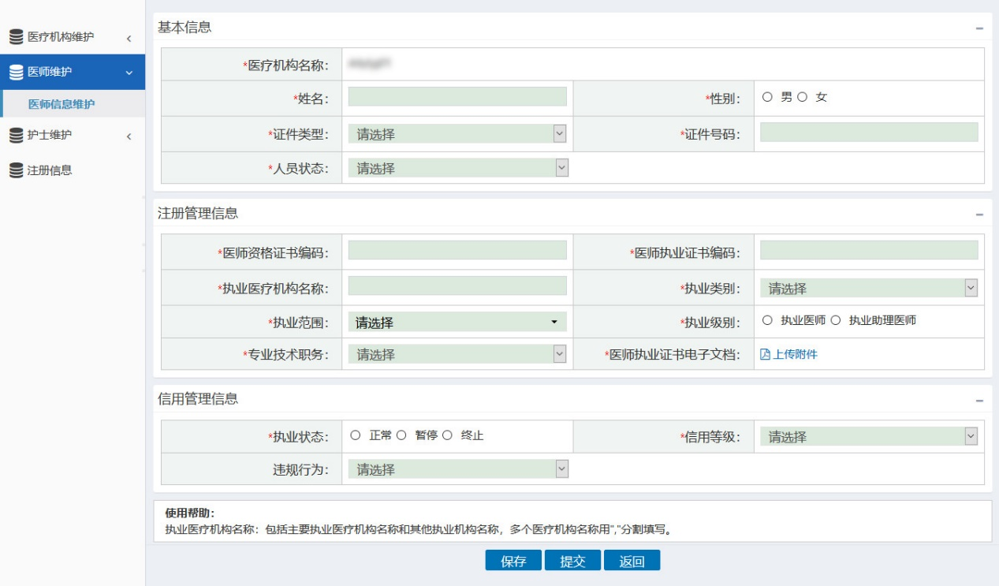 医疗机构维护
医师维护
医师信息维护
护士维护
注册信息
基本信息
*医疗机构名称：
*姓名： *性别： 男 女
*证件类型： 请选择 *证件号码：
*人员状态： 请选择
注册管理信息
*医师资格证书编码： *医师执业证书编码：
*执业医疗机构名称： *执业类别： 请选择
*执业范围： 请选择 *执业级别： 执业医师 执业助理医师
*专业技术职务： 请选择 *医师执业证书电子文档： 上传附件
信用管理信息
*执业状态： 正常 暂停 终止 *信用等级： 请选择
违规行为： 请选择
使用帮助：
执业医疗机构名称：包括主要执业医疗机构名称和其他执业机构名称，多个医疗机构名称用","分割填写。
保存 提交 返回